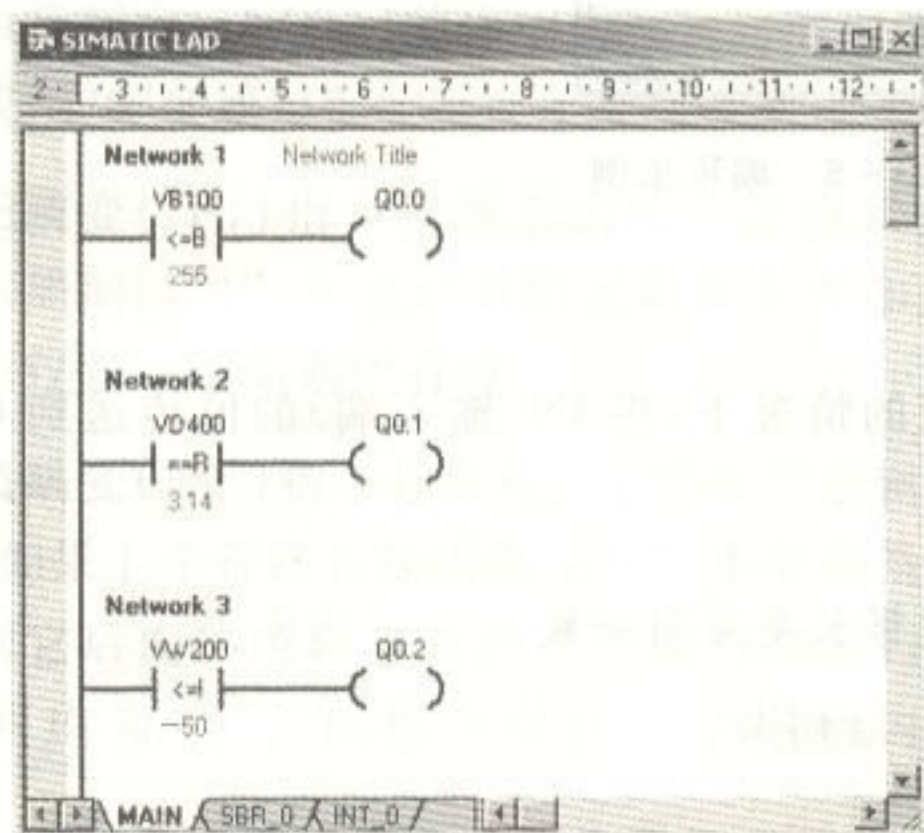 SIMATIC LAD
2 · 3 · 4 · 5 · 6 · 7 · 8 · 9 · 10 · 11 · 12
Network 1 Network Title
VB100 Q0.0
<=B
255
Network 2
VD400 Q0.1
==R
3.14
Network 3
VW200 Q0.2
<=I
-50
MAIN SBR_0 INT_0